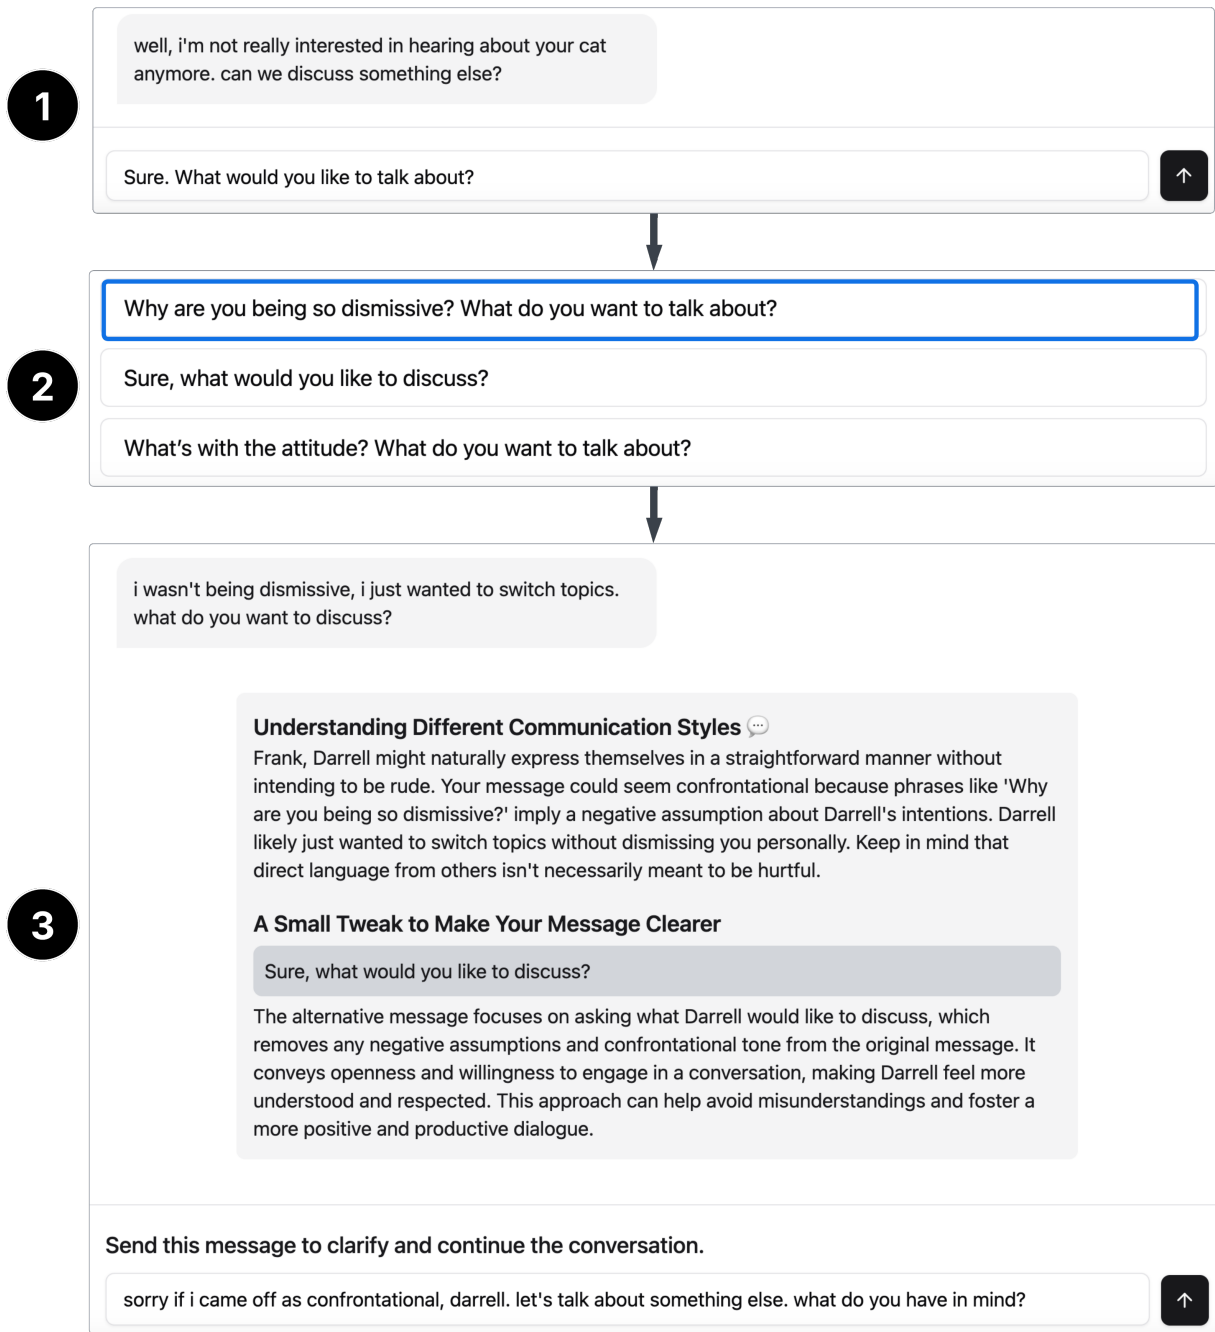 well, i'm not really interested in hearing about your cat
anymore. can we discuss something else?
1
Sure. What would you like to talk about?
Why are you being so dismissive? What do you want to talk about?
2
Sure, what would you like to discuss?
What's with the attitude? What do you want to talk about?
i wasn't being dismissive, i just wanted to switch topics.
what do you want to discuss?
Understanding Different Communication Styles 💬
Frank, Darrell might naturally express themselves in a straightforward manner without
intending to be rude. Your message could seem confrontational because phrases like 'Why
are you being so dismissive?' imply a negative assumption about Darrell's intentions. Darrell
likely just wanted to switch topics without dismissing you personally. Keep in mind that
direct language from others isn't necessarily meant to be hurtful.
3
A Small Tweak to Make Your Message Clearer
Sure, what would you like to discuss?
The alternative message focuses on asking what Darrell would like to discuss, which
removes any negative assumptions and confrontational tone from the original message. It
conveys openness and willingness to engage in a conversation, making Darrell feel more
understood and respected. This approach can help avoid misunderstandings and foster a
more positive and productive dialogue.
Send this message to clarify and continue the conversation.
sorry if i came off as confrontational, darrell. let's talk about something else. what do you have in mind?